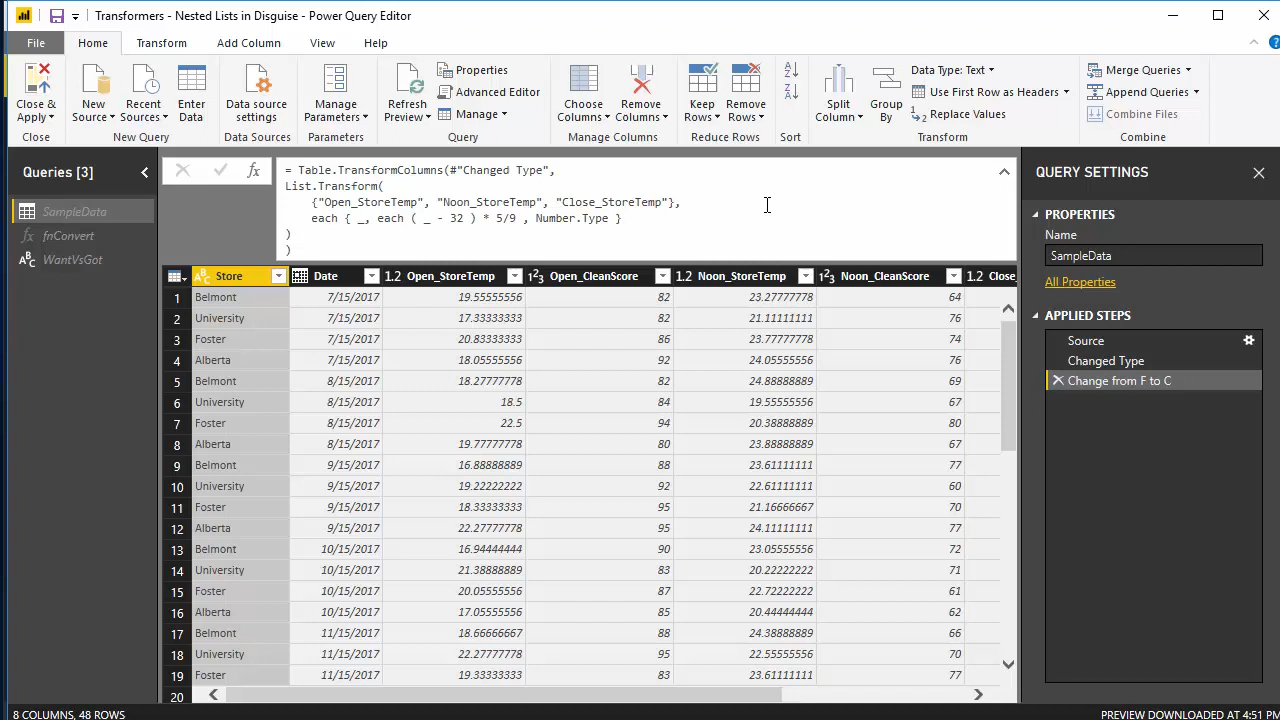 Transformers - Nested Lists in Disguise - Power Query Editor
File Home Transform Add Column View Help
Close & Apply
New Source
Recent Sources
Enter Data
Data source settings
Manage Parameters
Refresh Preview
Properties
Advanced Editor
Manage
Choose Columns
Remove Columns
Keep Rows
Remove Rows
Split Column
Group By
Data Type: Text
Use First Row as Headers
Replace Values
Merge Queries
Append Queries
Combine Files
Close New Query Data Sources Parameters Query Manage Columns Reduce Rows Sort Transform Combine
Queries [3]
SampleData
fx fnConvert
ABC WantVsGot
fx
= Table.TransformColumns(#"Changed Type",
List.Transform(
{"Open_StoreTemp", "Noon_StoreTemp", "Close_StoreTemp"},
each { _, each ( _ - 32 ) * 5/9 , Number.Type }
)
)
ABC Store Date 1.2 Open_StoreTemp 123 Open_CleanScore 1.2 Noon_StoreTemp 123 Noon_CleanScore 1.2 Close_
1 Belmont 7/15/2017 19.55555556 82 23.27777778 64
2 University 7/15/2017 17.33333333 82 21.11111111 76
3 Foster 7/15/2017 20.83333333 86 23.77777778 74
4 Alberta 7/15/2017 18.05555556 92 24.05555556 76
5 Belmont 8/15/2017 18.27777778 82 24.88888889 69
6 University 8/15/2017 18.5 84 19.55555556 67
7 Foster 8/15/2017 22.5 94 20.38888889 80
8 Alberta 8/15/2017 19.77777778 80 23.88888889 67
9 Belmont 9/15/2017 16.88888889 88 23.61111111 77
10 University 9/15/2017 19.22222222 92 22.61111111 60
11 Foster 9/15/2017 18.33333333 95 21.16666667 70
12 Alberta 9/15/2017 22.27777778 95 24.11111111 77
13 Belmont 10/15/2017 16.94444444 90 23.05555556 72
14 University 10/15/2017 21.38888889 83 20.22222222 71
15 Foster 10/15/2017 20.05555556 87 22.72222222 61
16 Alberta 10/15/2017 17.05555556 85 20.44444444 62
17 Belmont 11/15/2017 18.66666667 88 24.38888889 66
18 University 11/15/2017 22.27777778 95 22.55555556 70
19 Foster 11/15/2017 19.33333333 83 23.61111111 77
20
QUERY SETTINGS
PROPERTIES
Name
SampleData
All Properties
APPLIED STEPS
Source
Changed Type
Change from F to C
8 COLUMNS, 48 ROWS
PREVIEW DOWNLOADED AT 4:51 PM